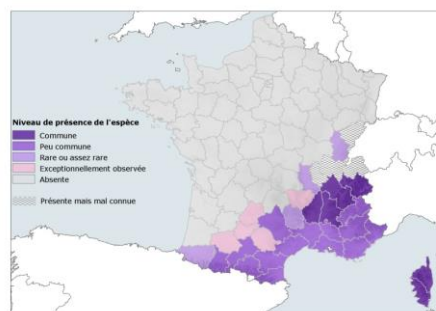 Niveau de présence de l'espèce
Commune
Peu commune
Rare ou assez rare
Exceptionnellement observée
Absente
Présente mais mal connue